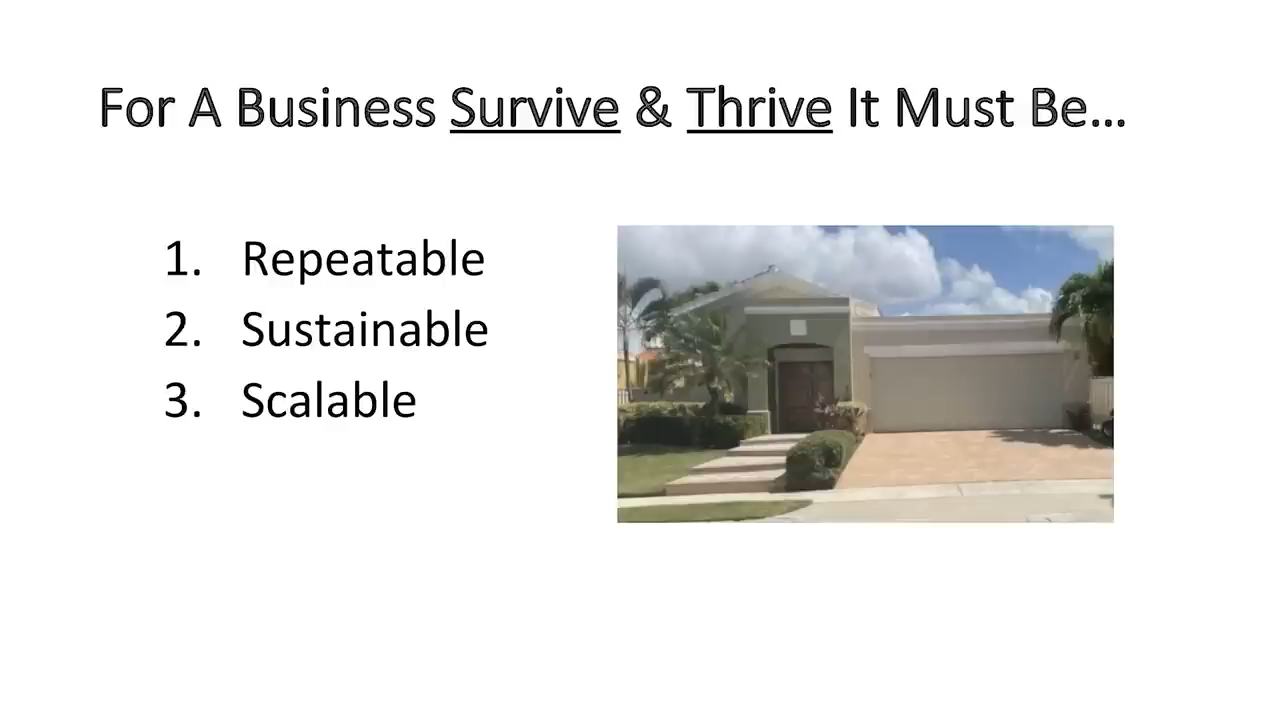 For A Business Survive & Thrive It Must Be...
1. Repeatable
2. Sustainable
3. Scalable